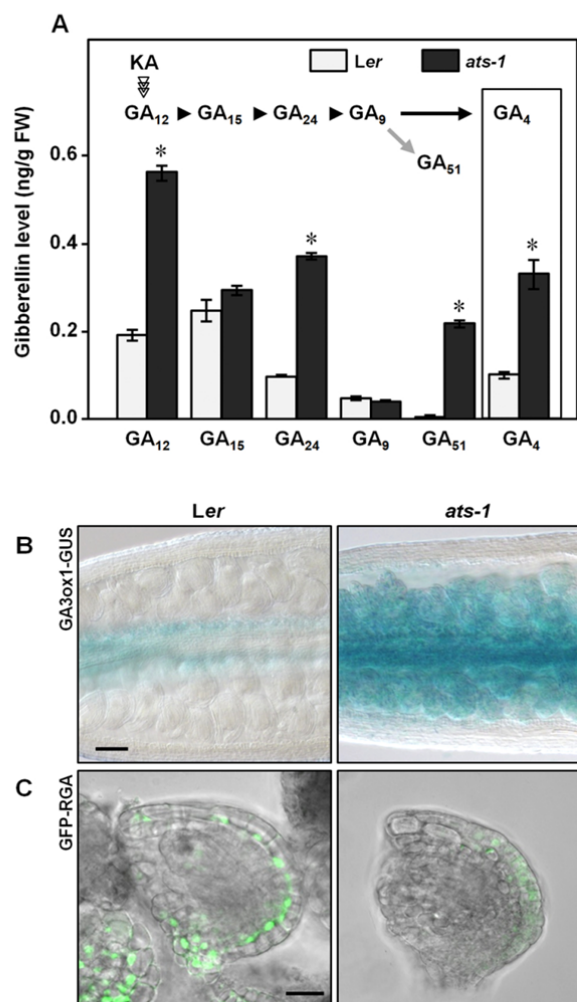 A
Ler ats-1
KA
GA12 GA15 GA24 GA9 GA4
GA51
Gibberellin level (ng/g FW)
0.6
0.4
0.2
0.0
* * * *
GA12 GA15 GA24 GA9 GA51 GA4
Ler ats-1
B
GA3ox1-GUS
C
GFP-RGA